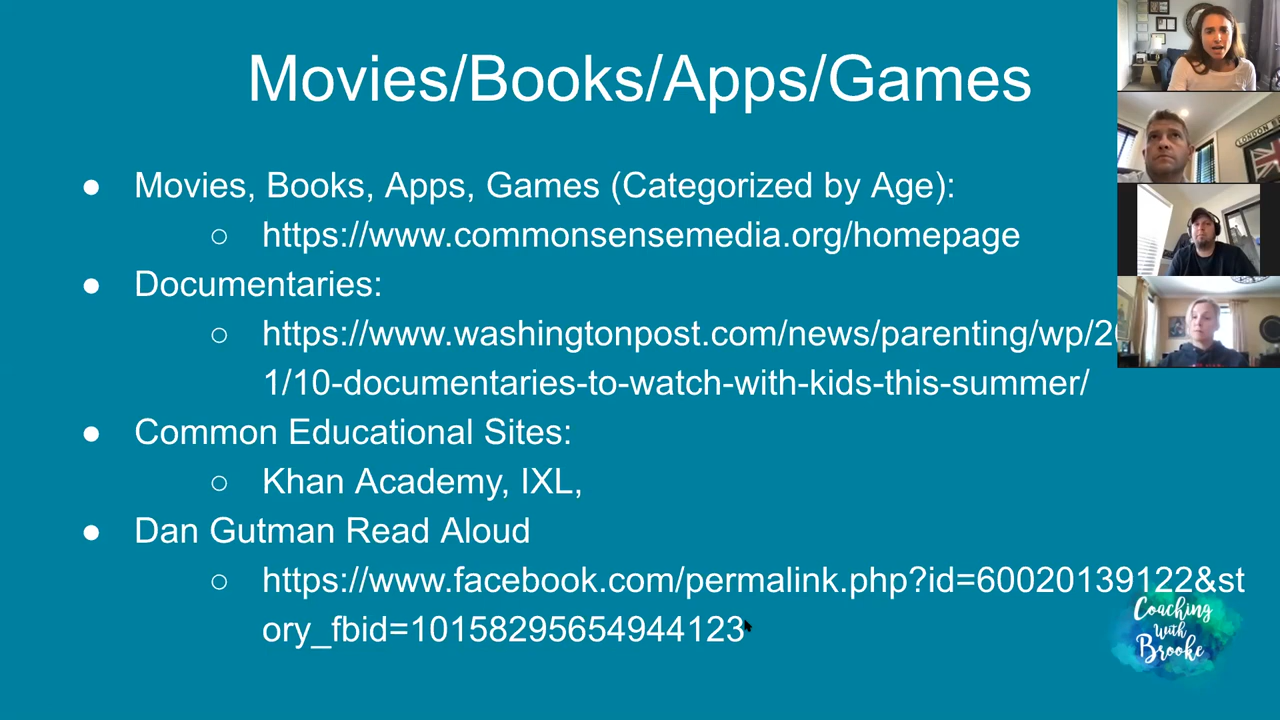 Movies/Books/Apps/Games
● Movies, Books, Apps, Games (Categorized by Age):
○ https://www.commonsensemedia.org/homepage
● Documentaries:
○ https://www.washingtonpost.com/news/parenting/wp/2
1/10-documentaries-to-watch-with-kids-this-summer/
● Common Educational Sites:
○ Khan Academy, IXL,
● Dan Gutman Read Aloud
○ https://www.facebook.com/permalink.php?id=60020139122&st
ory_fbid=10158295654944123
Coaching
With
Brooke
LONDON